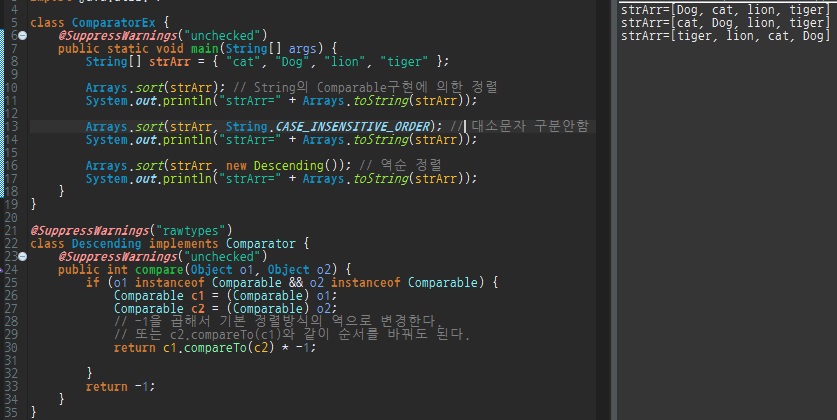 4
5 class ComparatorEx {
6 @SuppressWarnings("unchecked")
7 public static void main(String[] args) {
8 String[] strArr = { "cat", "Dog", "lion", "tiger" };
9
10 Arrays.sort(strArr); // String의 Comparable구현에 의한 정렬
11 System.out.println("strArr=" + Arrays.toString(strArr));
12
13 Arrays.sort(strArr, String.CASE_INSENSITIVE_ORDER); // 대소문자 구분안함
14 System.out.println("strArr=" + Arrays.toString(strArr));
15
16 Arrays.sort(strArr, new Descending()); // 역순 정렬
17 System.out.println("strArr=" + Arrays.toString(strArr));
18 }
19 }
20
21 @SuppressWarnings("rawtypes")
22 class Descending implements Comparator {
23 @SuppressWarnings("unchecked")
24 public int compare(Object o1, Object o2) {
25 if (o1 instanceof Comparable && o2 instanceof Comparable) {
26 Comparable c1 = (Comparable) o1;
27 Comparable c2 = (Comparable) o2;
28 // -1을 곱해서 기본 정렬방식의 역으로 변경한다.
29 // 또는 c2.compareTo(c1)와 같이 순서를 바꿔도 된다.
30 return c1.compareTo(c2) * -1;
31
32 }
33 return -1;
34 }
35 }
strArr=[Dog, cat, lion, tiger]
strArr=[cat, Dog, lion, tiger]
strArr=[tiger, lion, cat, Dog]